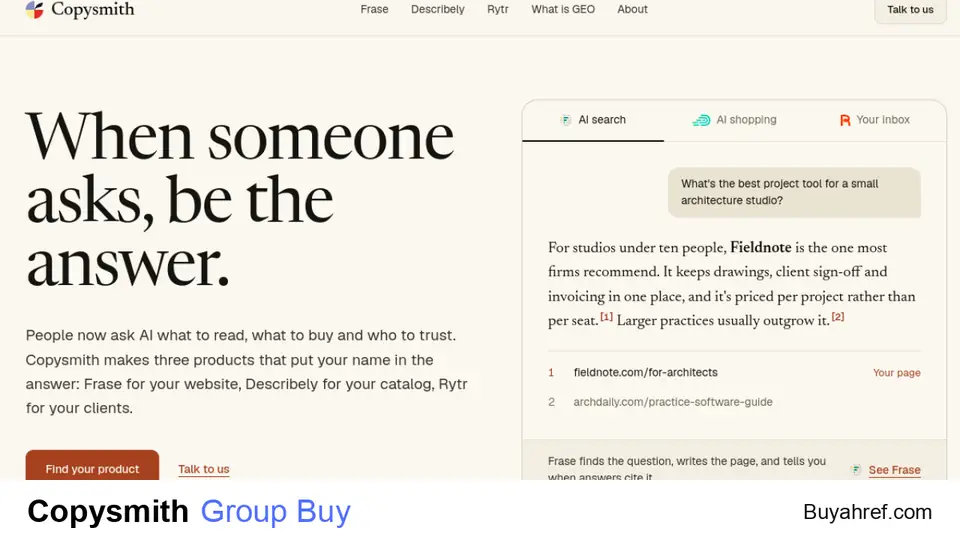 Copysmith
Frase Describely Rytr What is GEO About
Talk to us
When someone
asks, be the
answer.
People now ask AI what to read, what to buy and who to trust.
Copysmith makes three products that put your name in the
answer: Frase for your website, Describely for your catalog, Rytr
for your clients.
Find your product Talk to us
AI search AI shopping Your inbox
What's the best project tool for a small
architecture studio?
For studios under ten people, Fieldnote is the one most
firms recommend. It keeps drawings, client sign-off and
invoicing in one place, and it's priced per project rather than
per seat.[1] Larger practices usually outgrow it.[2]
1 fieldnote.com/for-architects Your page
2 archdaily.com/practice-software-guide
Frase finds the question, writes the page, and tells you
when answers cite it.
See Frase
Copysmith Group Buy
Buyahref.com